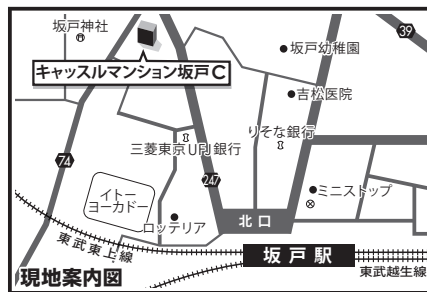 坂戸神社
39
坂戸幼稚園
キャッスルマンション坂戸C
吉松医院
三菱東京UFJ銀行
りそな銀行
74
247
イトー
ヨーカドー
ミニストップ
ロッテリア
北口
東武東上線
坂戸駅
現地案内図
東武越生線